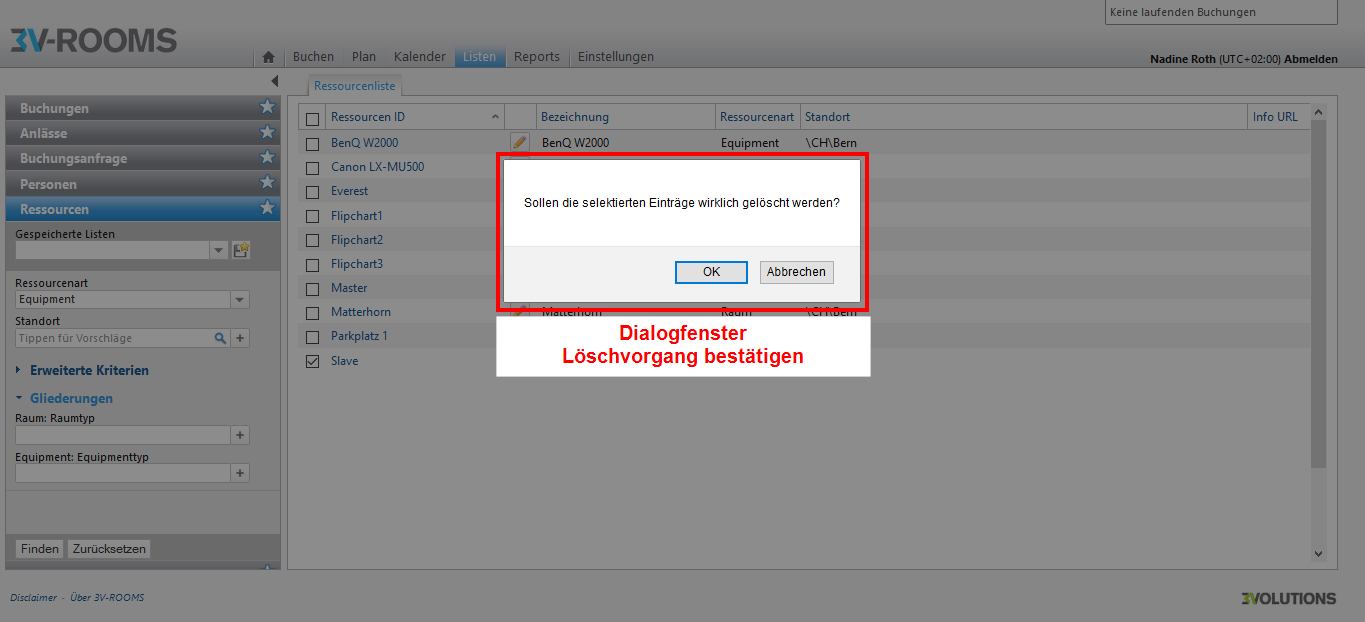 Keine laufenden Buchungen
3V-ROOMS
Buchen Plan Kalender Listen Reports Einstellungen
Nadine Roth (UTC+02:00) Abmelden
Ressourcenliste
Buchungen
Anlässe
Buchungsanfrage
Personen
Ressourcen
Gespeicherte Listen
Ressourcenart
Equipment
Standort
Tippen für Vorschläge
Erweiterte Kriterien
Gliederungen
Raum: Raumtyp
Equipment: Equipmenttyp
Finden Zurücksetzen
Ressourcen ID Bezeichnung Ressourcenart Standort Info URL
BenQ W2000 BenQ W2000 Equipment \CH\Bern
Canon LX-MU500
Everest
Flipchart1
Flipchart2
Flipchart3
Master
Matterhorn Matterhorn Raum \CH\Bern
Parkplatz 1
Slave
Sollen die selektierten Einträge wirklich gelöscht werden?
OK Abbrechen
Dialogfenster
Löschvorgang bestätigen
Disclaimer - Über 3V-ROOMS
3VOLUTIONS